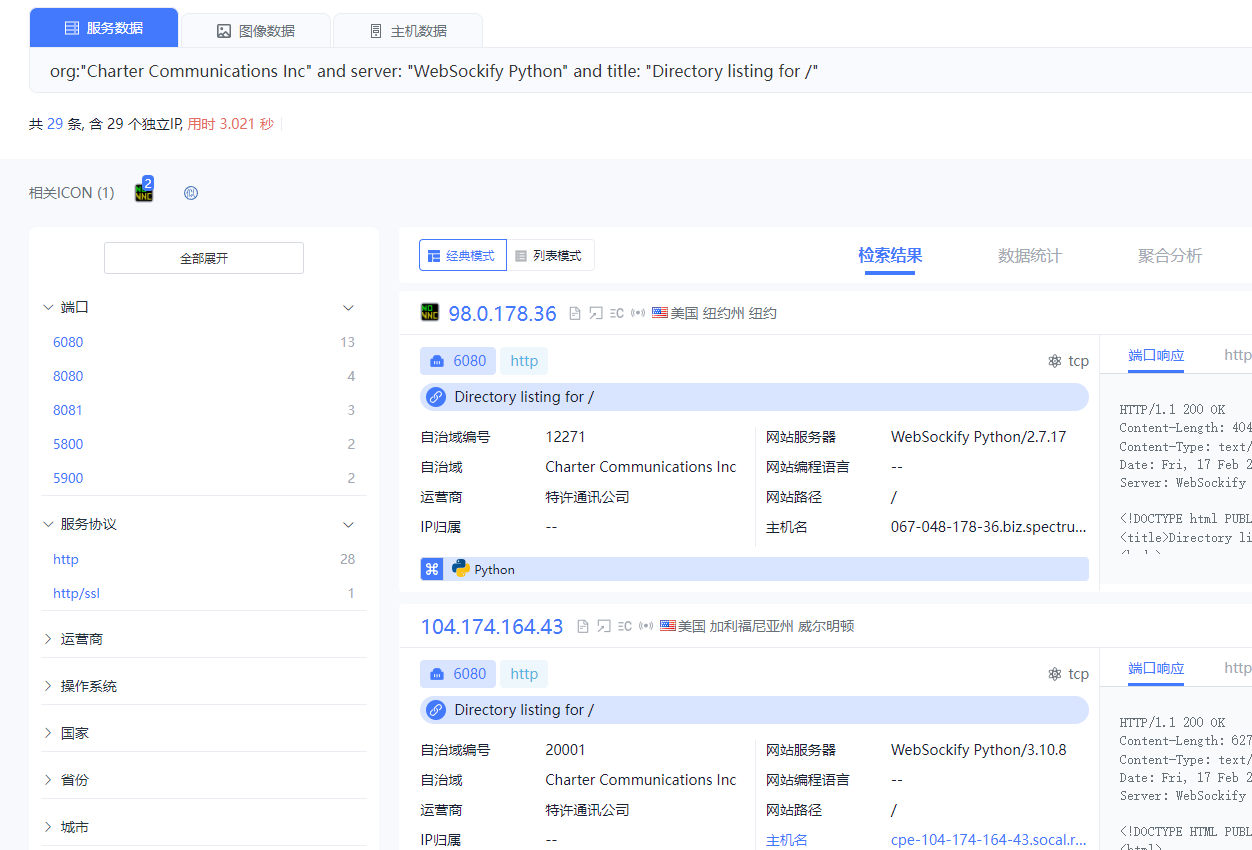 服务数据 图像数据 主机数据
org:"Charter Communications Inc" and server: "WebSockify Python" and title: "Directory listing for /"
共 29 条, 含 29 个独立IP, 用时 3.021 秒
相关ICON (1) 2
全部展开
端口
6080 13
8080 4
8081 3
5800 2
5900 2
服务协议
http 28
http/ssl 1
运营商
操作系统
国家
省份
城市
经典模式 列表模式 检索结果 数据统计 聚合分析
98.0.178.36 美国 纽约州 纽约
6080 http tcp
Directory listing for /
自治域编号 12271 网站服务器 WebSockify Python/2.7.17
自治域 Charter Communications Inc 网站编程语言 --
运营商 特许通讯公司 网站路径 /
IP归属 -- 主机名 067-048-178-36.biz.spectru...
Python
端口响应 http
HTTP/1.1 200 OK
Content-Length: 404
Content-Type: text/
Date: Fri, 17 Feb 2
Server: WebSockify
<!DOCTYPE html PUBL
<title>Directory li
104.174.164.43 美国 加利福尼亚州 威尔明顿
6080 http tcp
Directory listing for /
自治域编号 20001 网站服务器 WebSockify Python/3.10.8
自治域 Charter Communications Inc 网站编程语言 --
运营商 特许通讯公司 网站路径 /
IP归属 -- 主机名 cpe-104-174-164-43.socal.r...
端口响应 http
HTTP/1.1 200 OK
Content-Length: 627
Content-Type: text/
Date: Fri, 17 Feb 2
Server: WebSockify
<!DOCTYPE HTML PUBL